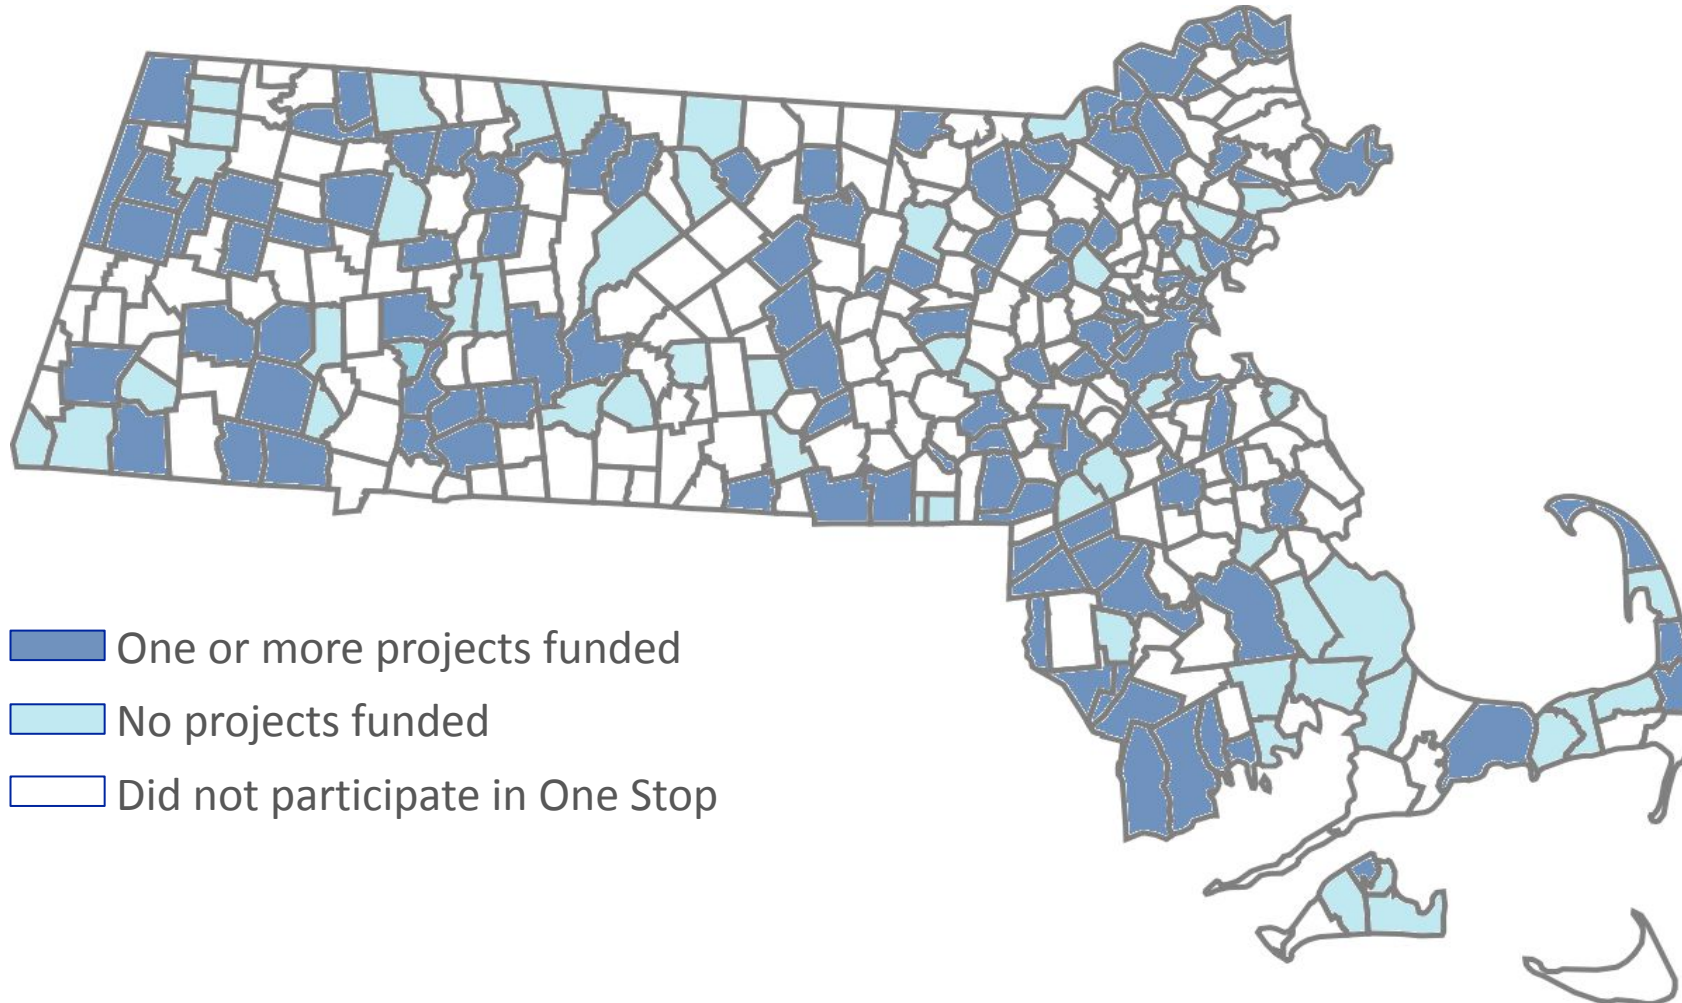 One or more projects funded
No projects funded
Did not participate in One Stop